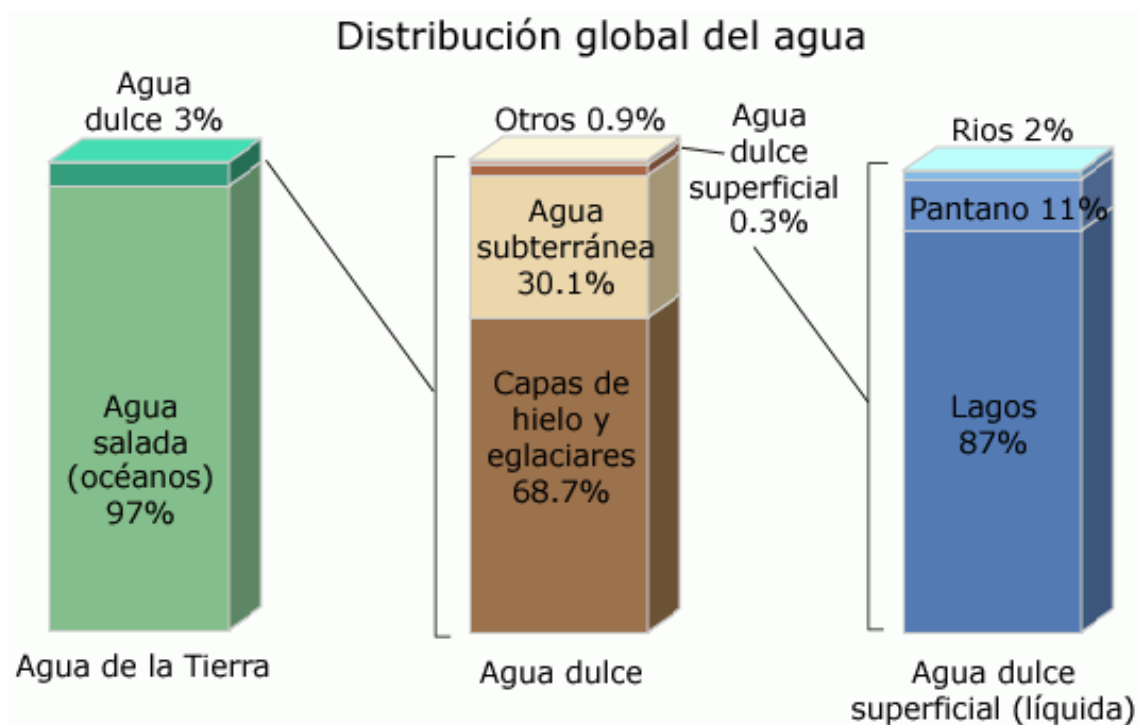 Distribución global del agua
Agua
dulce 3%
Agua
salada
(océanos)
97%
Agua de la Tierra
Otros 0.9%
Agua
dulce
superficial
0.3%
Agua
subterránea
30.1%
Capas de
hielo y
eglaciares
68.7%
Agua dulce
Rios 2%
Pantano 11%
Lagos
87%
Agua dulce
superficial (líquida)